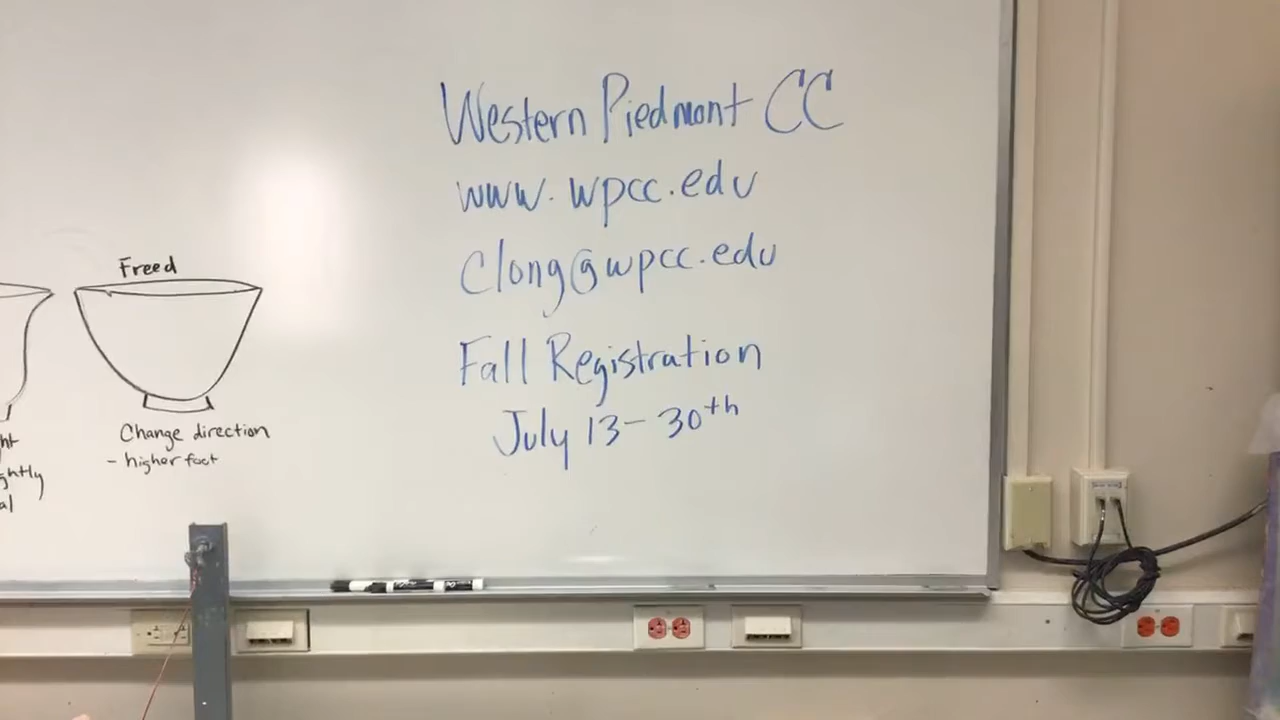 Western Piedmont CC
www.wpcc.edu
Clong@wpcc.edu
Fall Registration
July 13-30th
Freed
Change direction
- higher foot